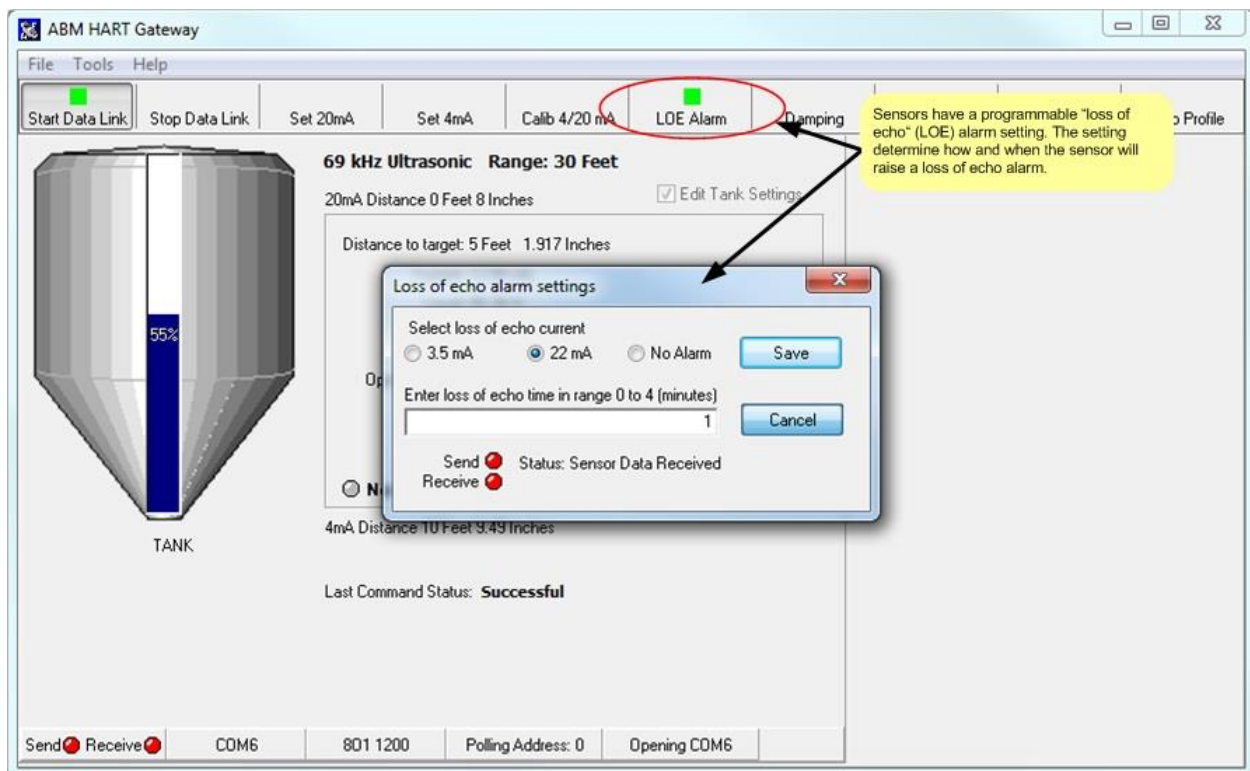 ABM HART Gateway
File Tools Help
Start Data Link
Stop Data Link
Set 20mA
Set 4mA
Calib 4/20 mA
LOE Alarm
Damping
Profile
Sensors have a programmable "loss of
echo" (LOE) alarm setting. The setting
determine how and when the sensor will
raise a loss of echo alarm.
69 kHz Ultrasonic Range: 30 Feet
20mA Distance 0 Feet 8 Inches
Edit Tank Settings
Distance to target: 5 Feet 1.917 Inches
55%
TANK
Loss of echo alarm settings
Select loss of echo current
3.5 mA
22 mA
No Alarm
Save
Enter loss of echo time in range 0 to 4 (minutes)
1
Cancel
Send
Status: Sensor Data Received
Receive
4mA Distance 10 Feet 9.49 Inches
Last Command Status: Successful
Send Receive
COM6
8O1 1200
Polling Address: 0
Opening COM6